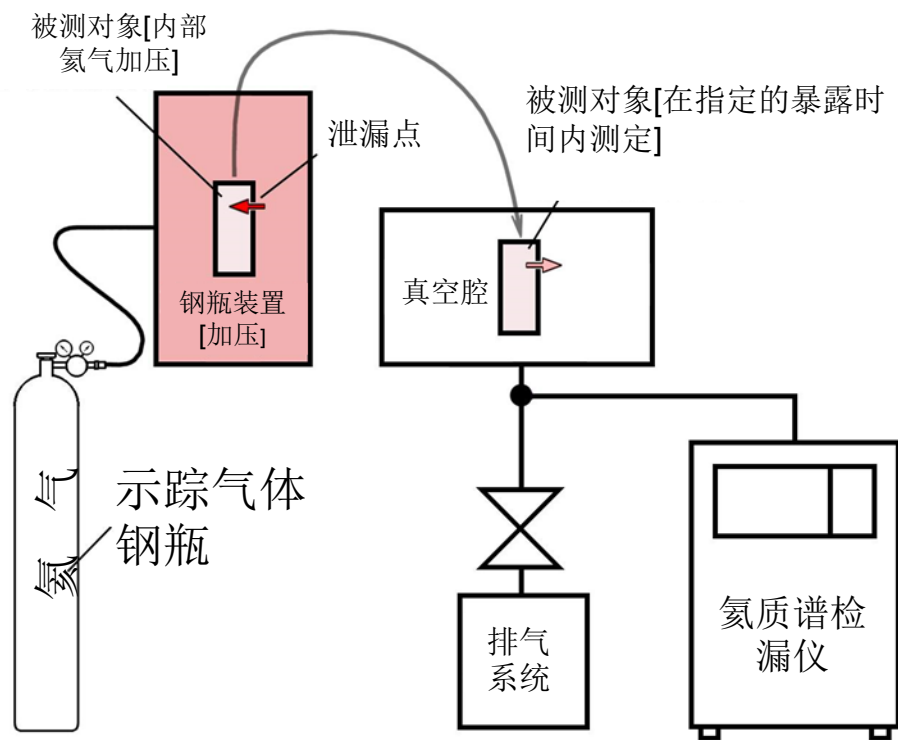 被测对象[内部
氦气加压]
泄漏点
被测对象[在指定的暴露时
间内测定]
钢瓶装置
[加压]
真空腔
氦气
示踪气体
钢瓶
排气
系统
氦质谱检
漏仪